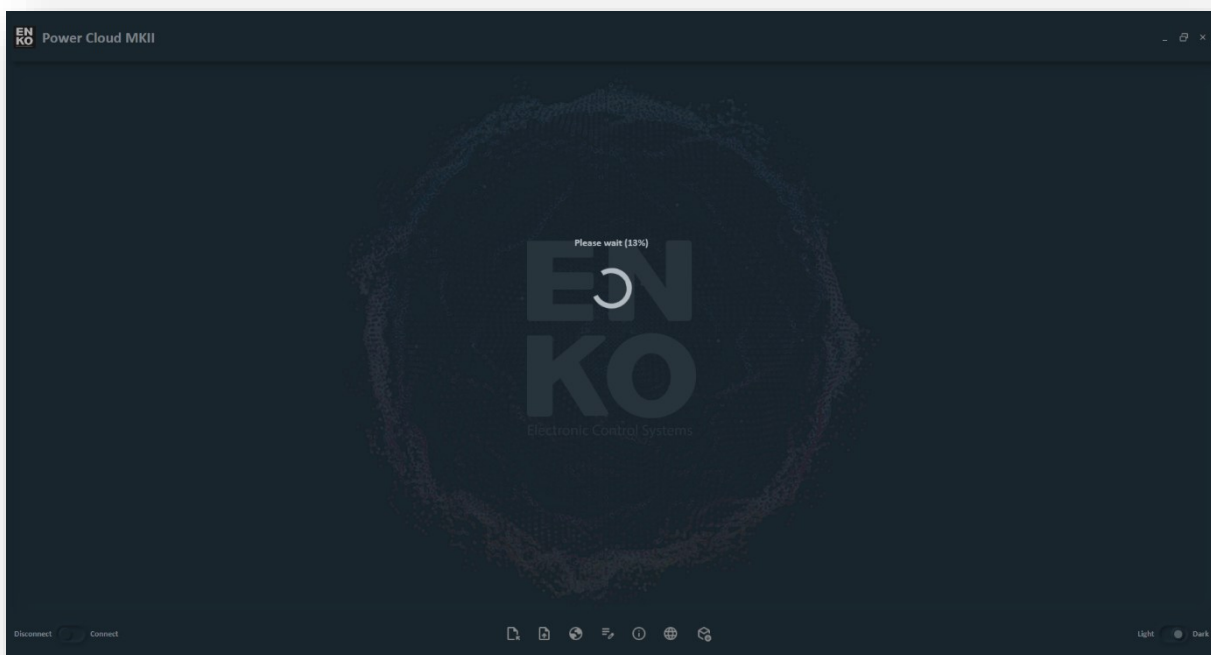 EN
KO
Power Cloud MKII
Please wait (13%)
EN
KO
Electronic Control Systems
Disconnect
Connect
Light
Dark